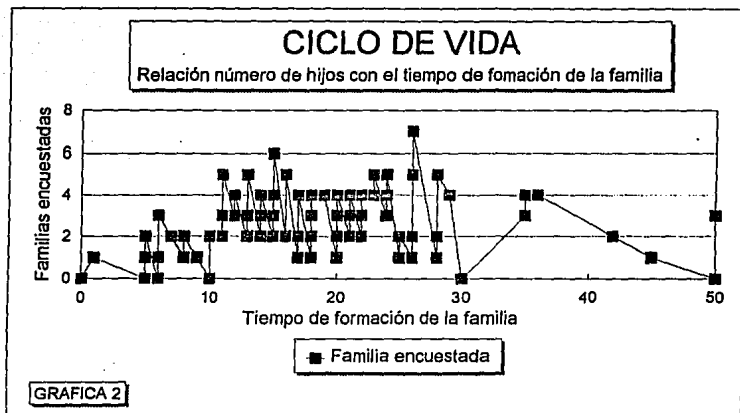 CICLO DE VIDA
Relación número de hijos con el tiempo de fomación de la familia
Familias encuestadas
8
6
4
2
0
0 10 20 30 40 50
Tiempo de formación de la familia
Familia encuestada
GRAFICA 2